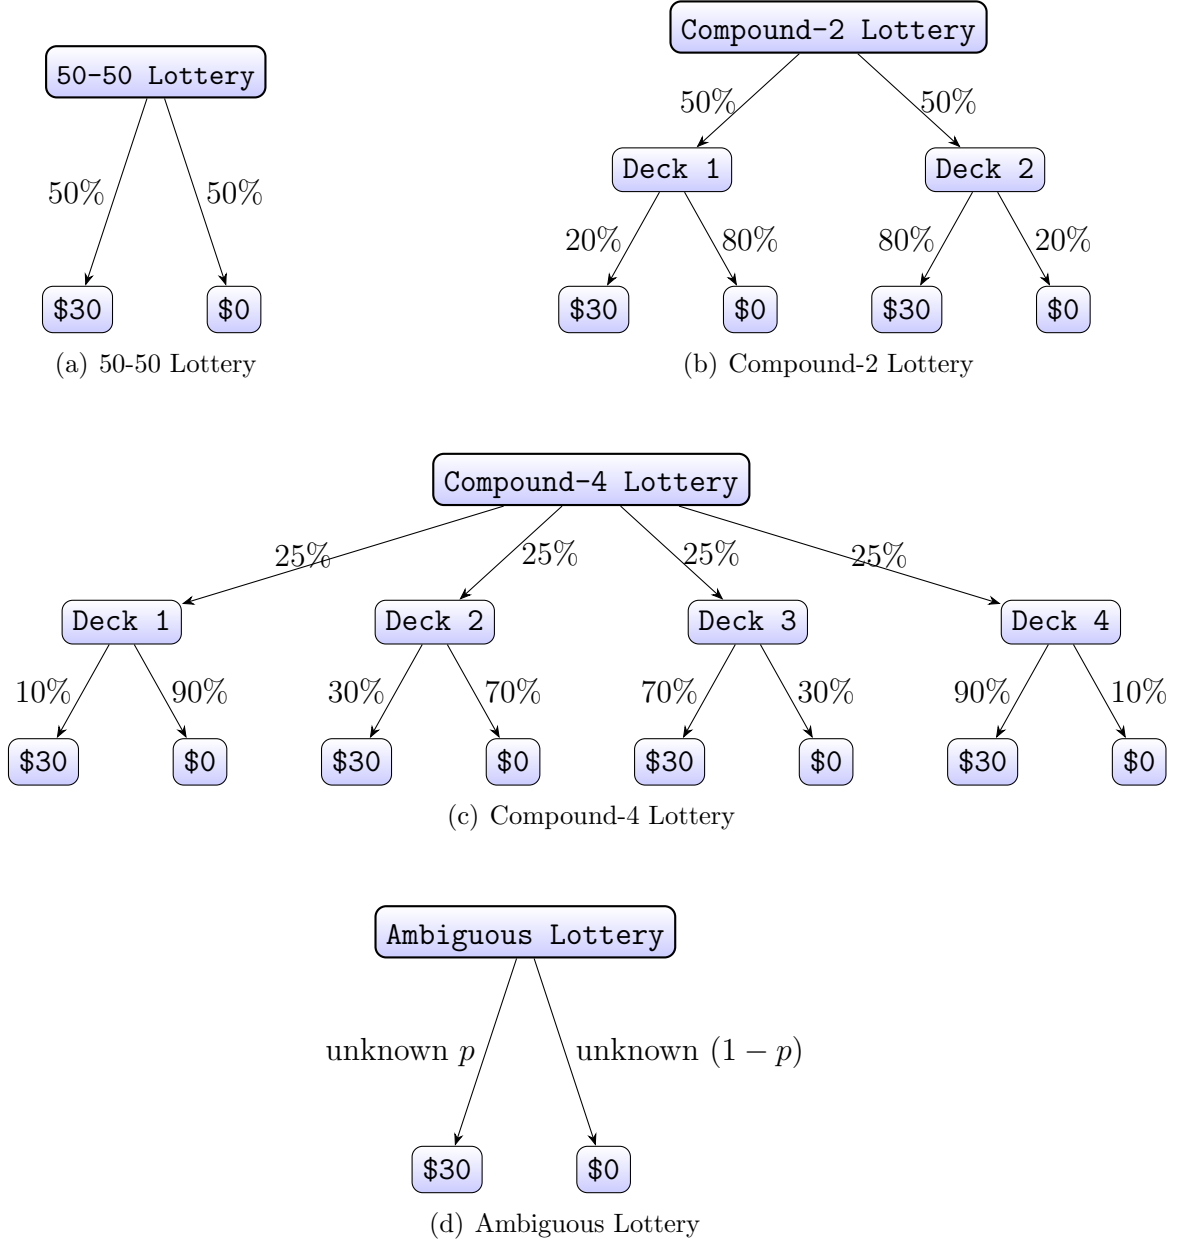 50-50 Lottery
50% 50%
$30 $0
(a) 50-50 Lottery
Compound-2 Lottery
50% 50%
Deck 1 Deck 2
20% 80% 80% 20%
$30 $0 $30 $0
(b) Compound-2 Lottery
Compound-4 Lottery
25% 25% 25% 25%
Deck 1 Deck 2 Deck 3 Deck 4
10% 90% 30% 70% 70% 30% 90% 10%
$30 $0 $30 $0 $30 $0 $30 $0
(c) Compound-4 Lottery
Ambiguous Lottery
unknown p unknown (1 − p)
$30 $0
(d) Ambiguous Lottery